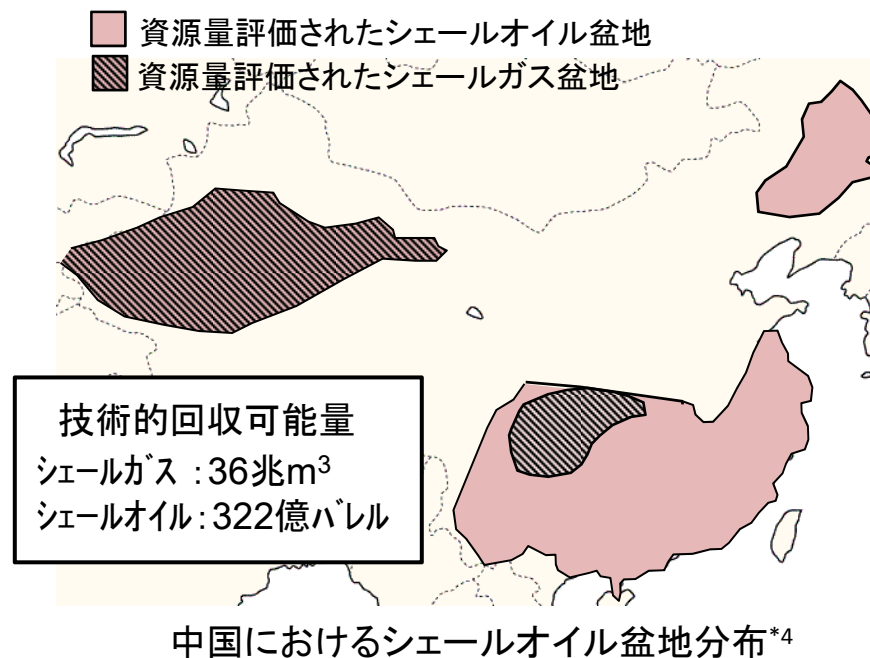 資源量評価されたシェールオイル盆地
資源量評価されたシェールガス盆地
技術的回収可能量
ｼｪｰﾙｶﾞｽ：36兆m³
ｼｪｰﾙｵｲﾙ：322億ﾊﾞﾚﾙ
中国におけるシェールオイル盆地分布*4